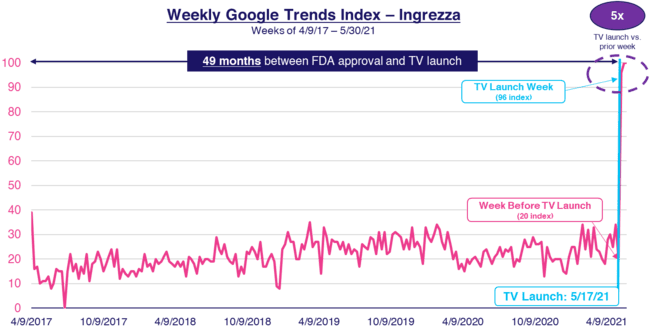 Weekly Google Trends Index – Ingrezza
Weeks of 4/9/17 – 5/30/21
5x
TV launch vs.
prior week
49 months between FDA approval and TV launch
TV Launch Week
(96 index)
Week Before TV Launch
(20 index)
TV Launch: 5/17/21
100
90
80
70
60
50
40
30
20
10
0
4/9/2017
10/9/2017
4/9/2018
10/9/2018
4/9/2019
10/9/2019
4/9/2020
10/9/2020
4/9/2021